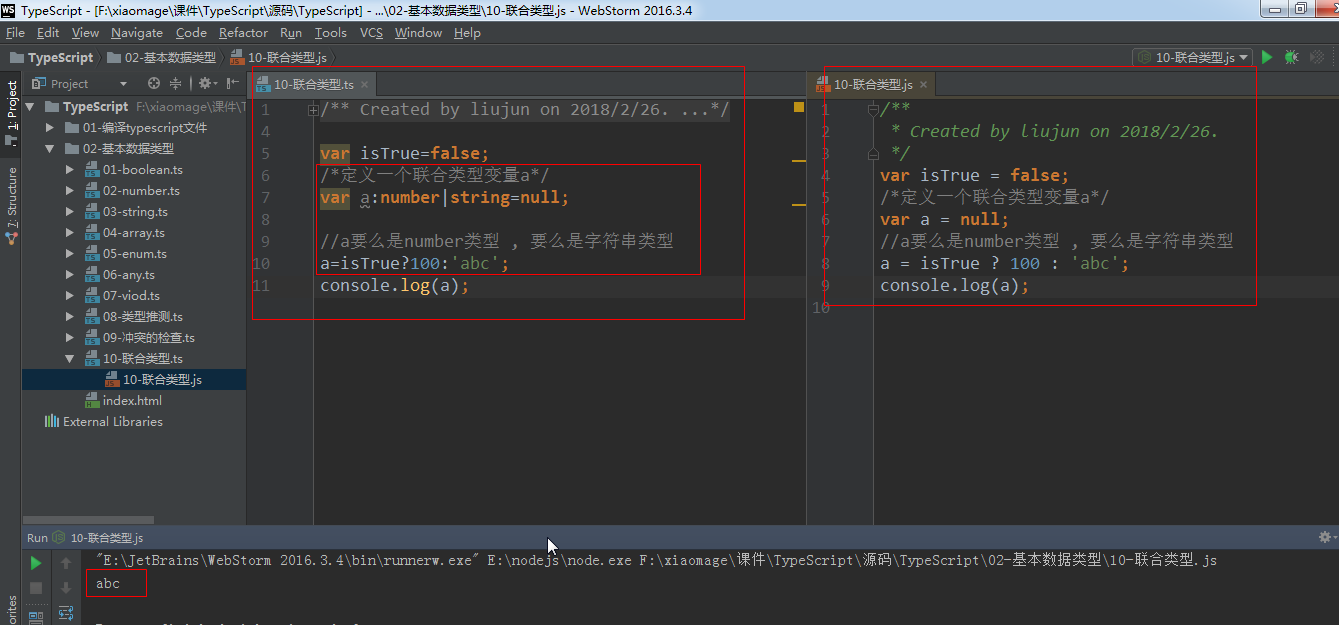 TypeScript - [F:\xiaomage\课件\TypeScript\源码\TypeScript] - ...\02-基本数据类型\10-联合类型.js - WebStorm 2016.3.4
File Edit View Navigate Code Refactor Run Tools VCS Window Help
TypeScript 02-基本数据类型 10-联合类型.js 10-联合类型.js
1: Project
7: Structure
Project
TypeScript F:\xiaomage\课件\T
01-编译typescript文件
02-基本数据类型
01-boolean.ts
02-number.ts
03-string.ts
04-array.ts
05-enum.ts
06-any.ts
07-viod.ts
08-类型推测.ts
09-冲突的检查.ts
10-联合类型.ts
10-联合类型.js
index.html
External Libraries
10-联合类型.ts
1 /** Created by liujun on 2018/2/26. ...*/
4
5 var isTrue=false;
6 /*定义一个联合类型变量a*/
7 var a:number|string=null;
8
9 //a要么是number类型 , 要么是字符串类型
10 a=isTrue?100:'abc';
11 console.log(a);
10-联合类型.js
1 /**
2 * Created by liujun on 2018/2/26.
3 */
4 var isTrue = false;
5 /*定义一个联合类型变量a*/
6 var a = null;
7 //a要么是number类型 , 要么是字符串类型
8 a = isTrue ? 100 : 'abc';
9 console.log(a);
10
Run 10-联合类型.js
"E:\JetBrains\WebStorm 2016.3.4\bin\runnerw.exe" E:\nodejs\node.exe F:\xiaomage\课件\TypeScript\源码\TypeScript\02-基本数据类型\10-联合类型.js
abc
orites